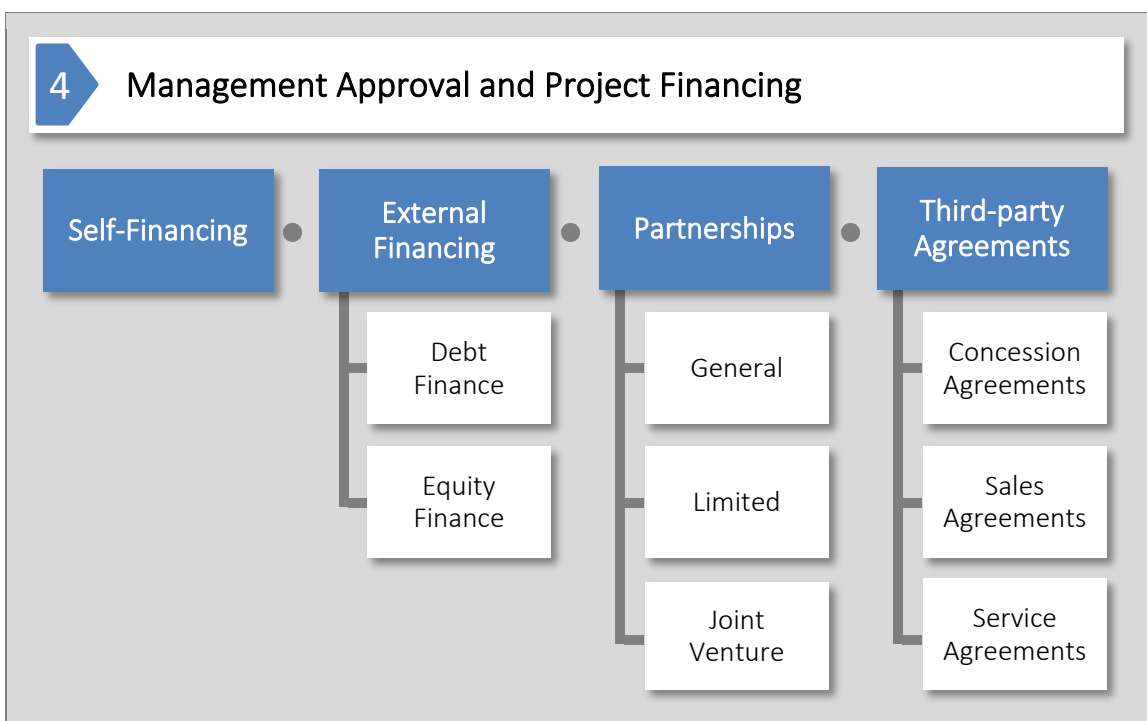 4
Management Approval and Project Financing
Self-Financing
External
Financing
Debt
Finance
Equity
Finance
Partnerships
General
Limited
Joint
Venture
Third-party
Agreements
Concession
Agreements
Sales
Agreements
Service
Agreements